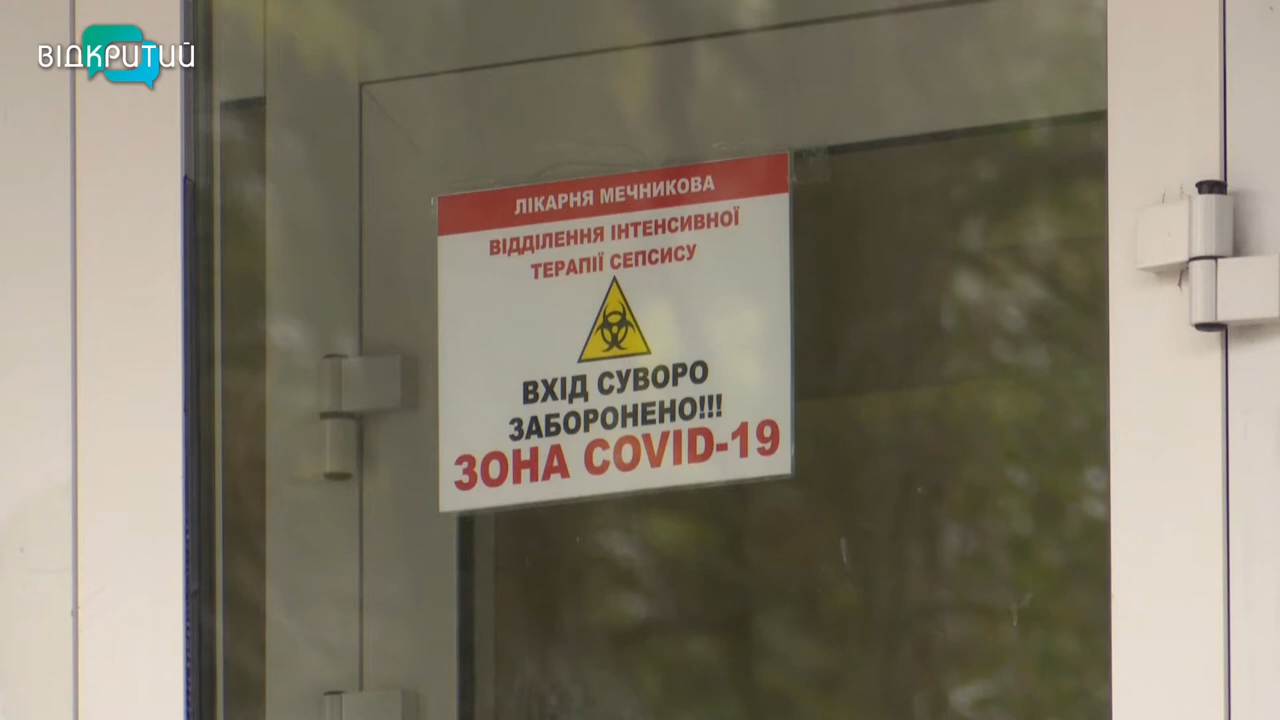 ВІДКРИТИЙ
ЛІКАРНЯ МЕЧНИКОВА
ВІДДІЛЕННЯ ІНТЕНСИВНОЇ
ТЕРАПІЇ СЕПСИСУ
ВХІД СУВОРО
ЗАБОРОНЕНО!!!
ЗОНА COVID-19